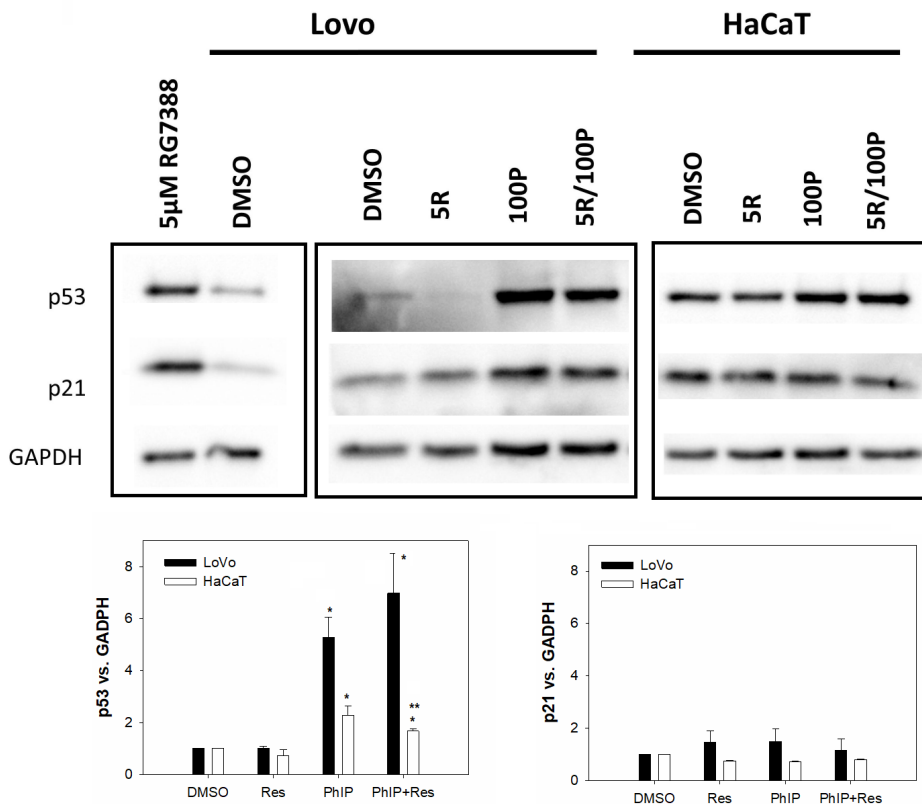 Lovo
HaCaT
5µM RG7388
DMSO
DMSO
5R
100P
5R/100P
DMSO
5R
100P
5R/100P
p53
p21
GAPDH
p53 vs. GADPH
8
6
4
2
0
LoVo
HaCaT
*
*
*
**
*
DMSO Res PhIP PhIP+Res
p21 vs. GADPH
8
6
4
2
0
LoVo
HaCaT
DMSO Res PhIP PhIP+Res